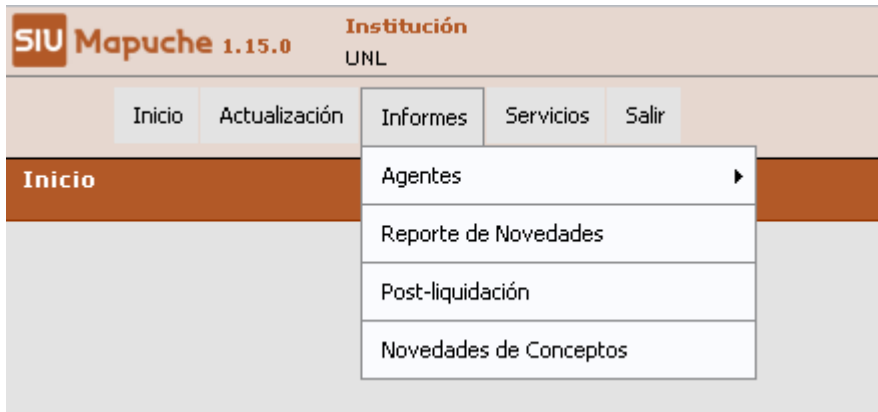 SIU Mapuche 1.15.0
Institución
UNL
Inicio Actualización Informes Servicios Salir
Inicio
Agentes
Reporte de Novedades
Post-liquidación
Novedades de Conceptos